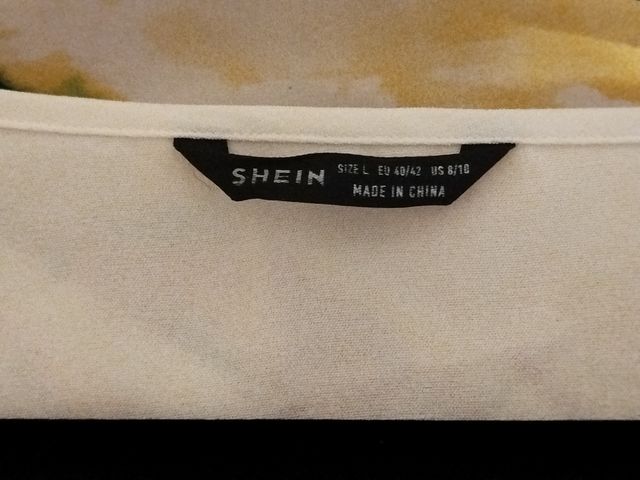 SHEIN SIZE L EU 40/42 US 8/10
MADE IN CHINA